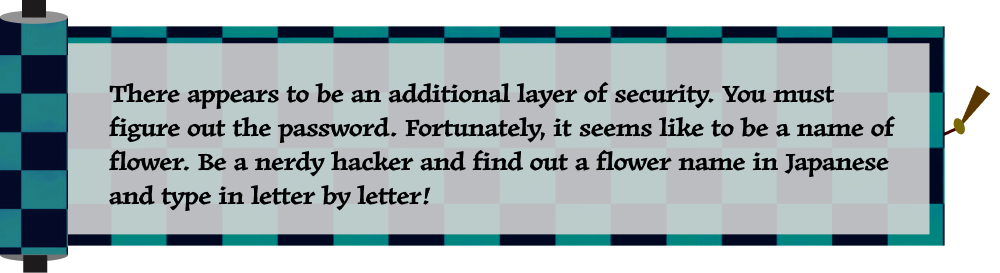 There appears to be an additional layer of security. You must
figure out the password. Fortunately, it seems like to be a name of
flower. Be a nerdy hacker and find out a flower name in Japanese
and type in letter by letter!